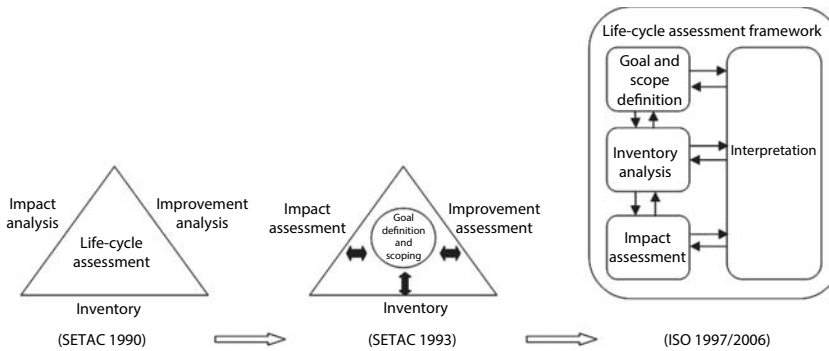 Impact
analysis
Improvement
analysis
Life-cycle
assessment
Inventory
(SETAC 1990)
Impact
assessment
Goal
definition
and
scoping
Improvement
assessment
Inventory
(SETAC 1993)
Life-cycle assessment framework
Goal and
scope
definition
Inventory
analysis
Impact
assessment
Interpretation
(ISO 1997/2006)